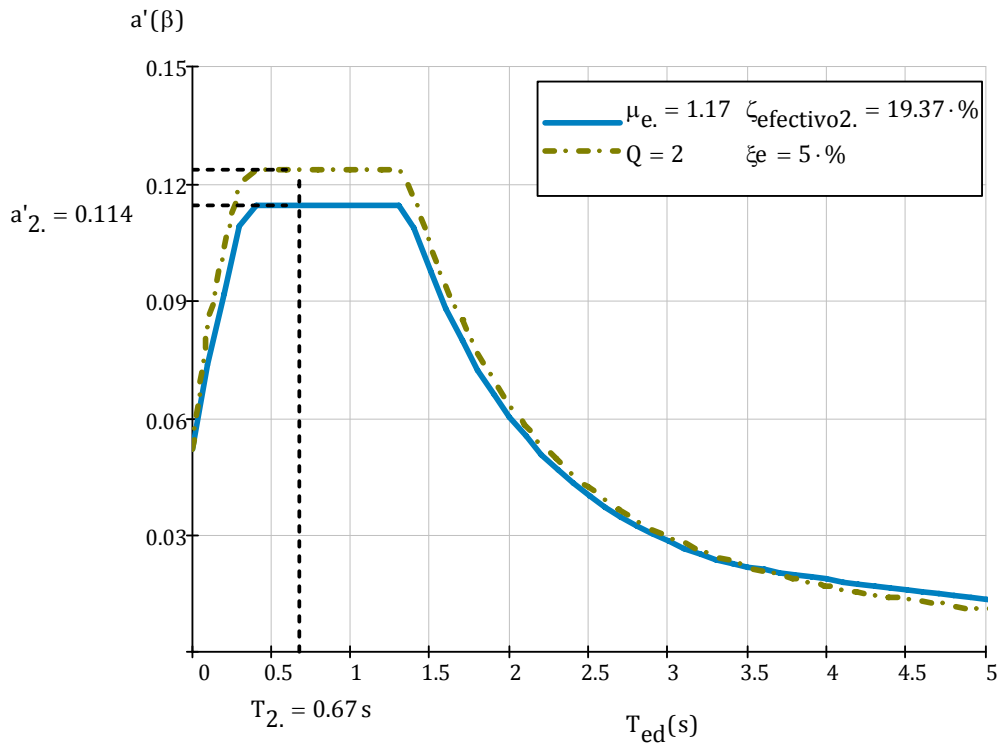 a'(β)
0.15
μe. = 1.17 ζefectivo2. = 19.37·%
Q = 2 ξe = 5·%
0.12
a'2. = 0.114
0.09
0.06
0.03
0 0.5 1 1.5 2 2.5 3 3.5 4 4.5 5
T2. = 0.67 s
Ted(s)